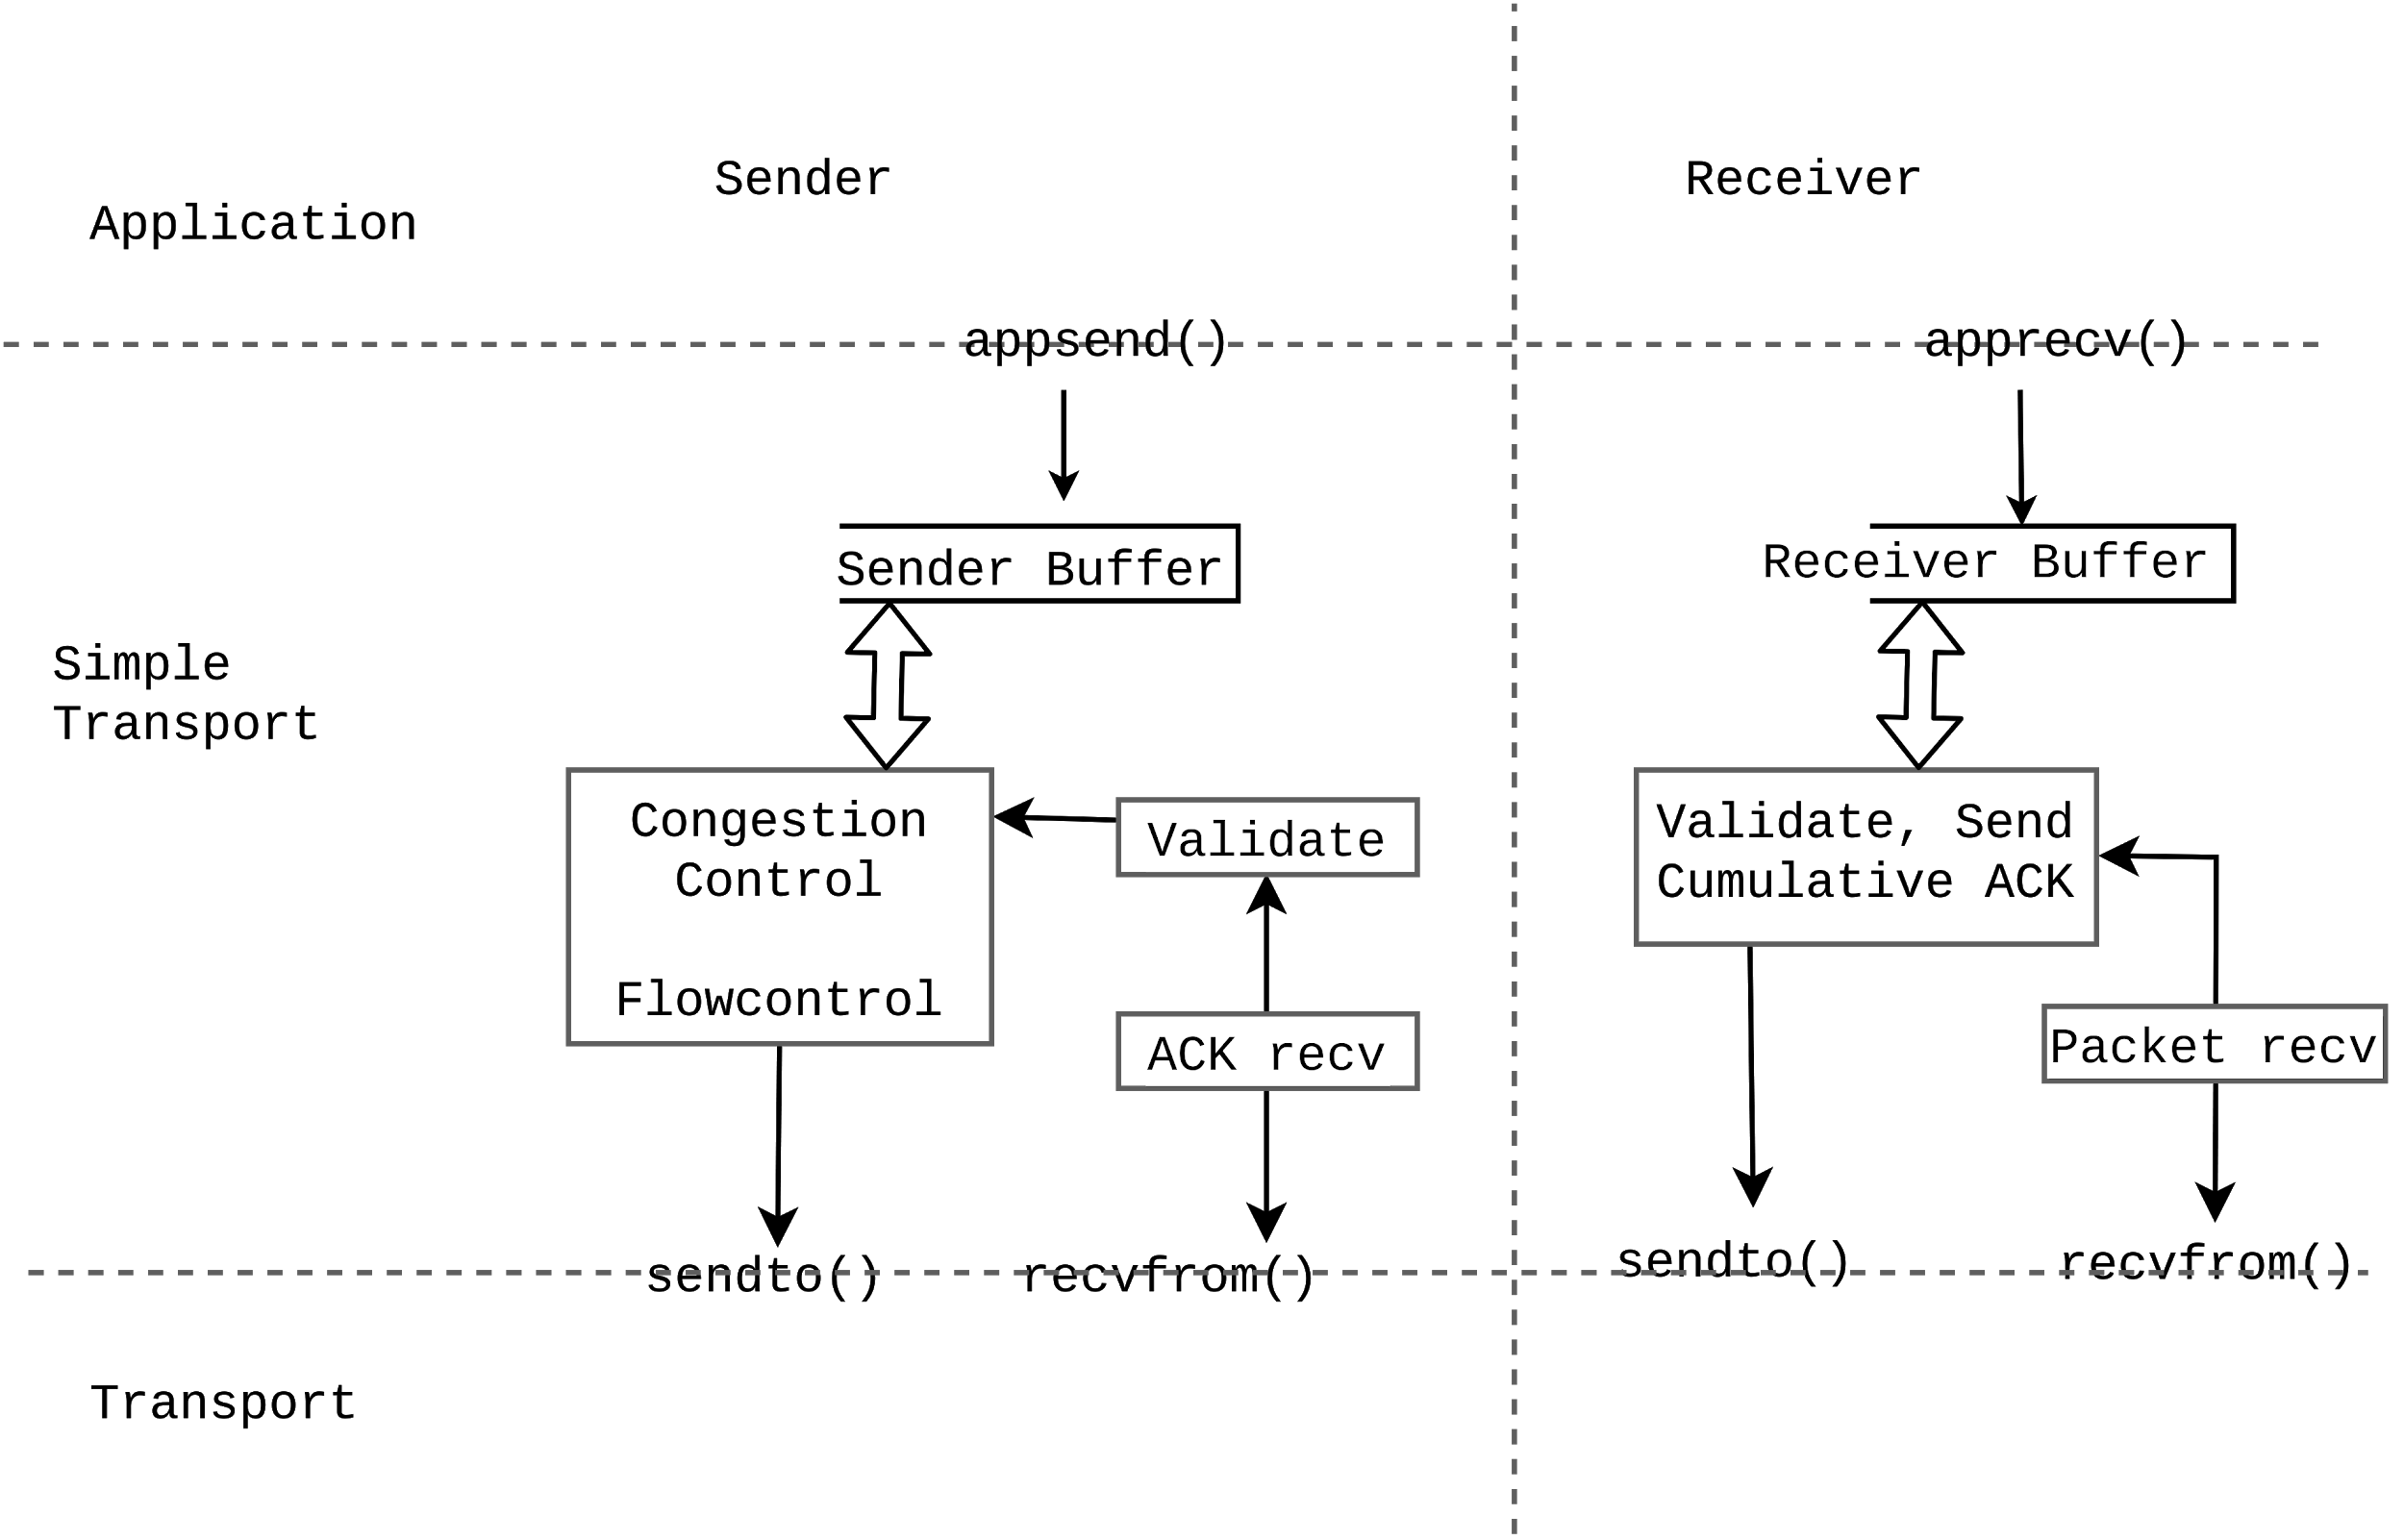 Sender
Receiver
Application
appsend()
apprecv()
Sender Buffer
Receiver Buffer
Simple
Transport
Congestion
Control
Flowcontrol
Validate
ACK recv
Validate, Send
Cumulative ACK
Packet recv
sendto()
recvfrom()
sendto()
recvfrom()
Transport